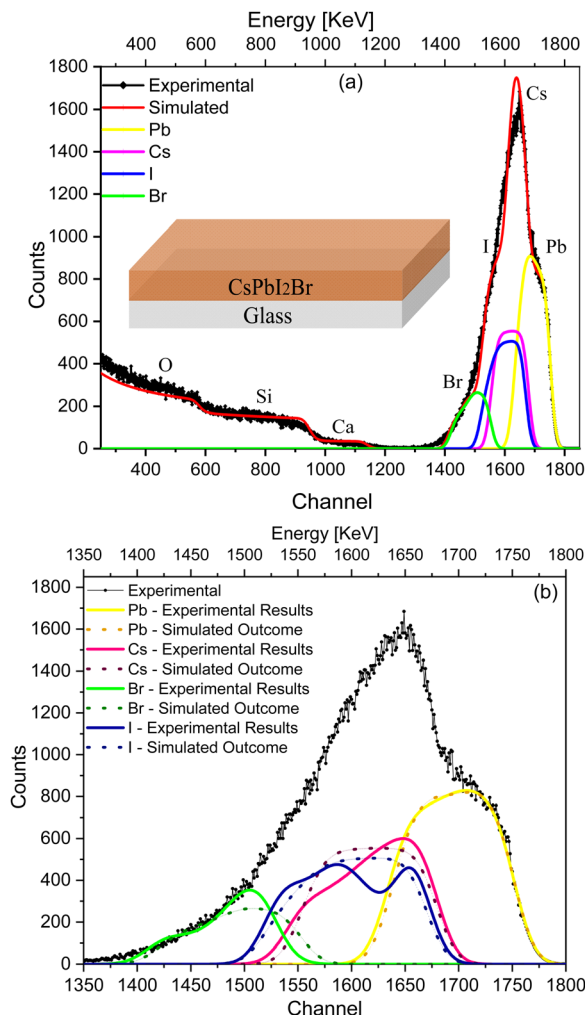 Energy [KeV]
400 600 800 1000 1200 1400 1600 1800
(a)
Counts
1800
1600
1400
1200
1000
800
600
400
200
0
Experimental
Simulated
Pb
Cs
I
Br
Cs
I
Pb
CsPbI2Br
Glass
O
Si
Ca
Br
400 600 800 1000 1200 1400 1600 1800
Channel
Energy [KeV]
1350 1400 1450 1500 1550 1600 1650 1700 1750 1800
(b)
Counts
1800
1600
1400
1200
1000
800
600
400
200
0
Experimental
Pb - Experimental Results
Pb - Simulated Outcome
Cs - Experimental Results
Cs - Simulated Outcome
Br - Experimental Results
Br - Simulated Outcome
I - Experimental Results
I - Simulated Outcome
1350 1400 1450 1500 1550 1600 1650 1700 1750 1800
Channel